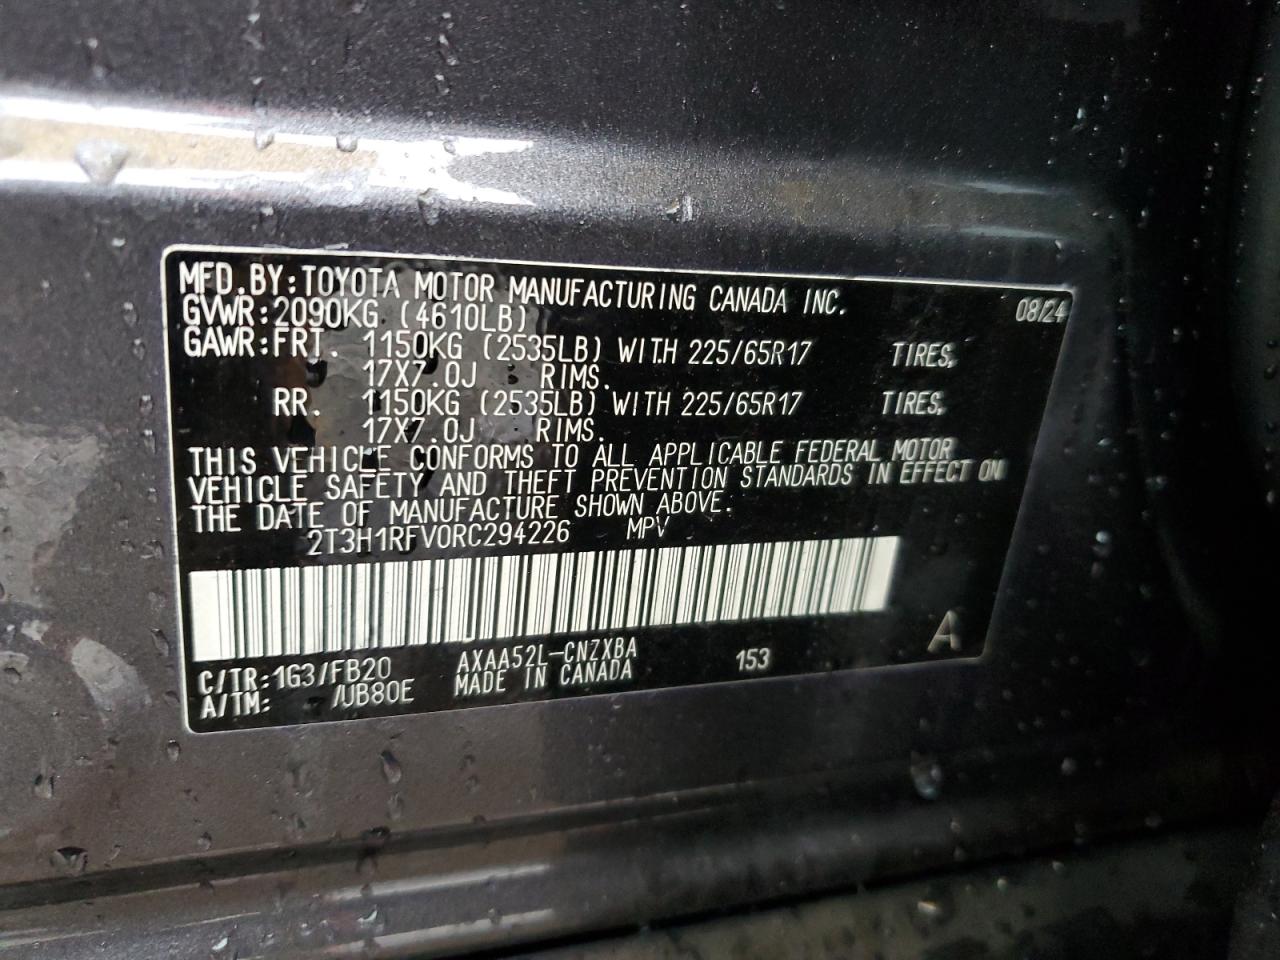 MFD.BY:TOYOTA MOTOR MANUFACTURING CANADA INC. 08/24
GVWR:2090KG (4610LB)
GAWR:FRT. 1150KG (2535LB) WITH 225/65R17 TIRES,
17X7.0J RIMS.
RR. 1150KG (2535LB) WITH 225/65R17 TIRES,
17X7.0J RIMS.
THIS VEHICLE CONFORMS TO ALL APPLICABLE FEDERAL MOTOR
VEHICLE SAFETY AND THEFT PREVENTION STANDARDS IN EFFECT ON
THE DATE OF MANUFACTURE SHOWN ABOVE.
2T3H1RFV0RC294226 MPV
C/TR:1G3/FB20 AXAA52L-CNZXBA 153 A
A/TM: /UB80E MADE IN CANADA